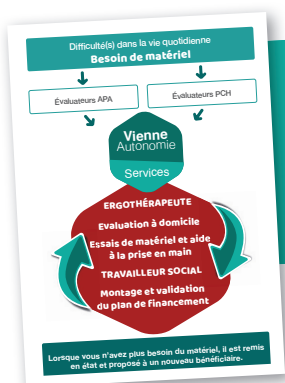 Difficulté(s) dans la vie quotidienne
Besoin de matériel
Évaluateurs APA
Évaluateurs PCH
Vienne
Autonomie
Services
ERGOTHÉRAPEUTE
Evaluation à domicile
Essais de matériel et aide
à la prise en main
TRAVAILLEUR SOCIAL
Montage et validation
du plan de financement
Lorsque vous n'avez plus besoin du matériel, il est remis
en état et proposé à un nouveau bénéficiaire.